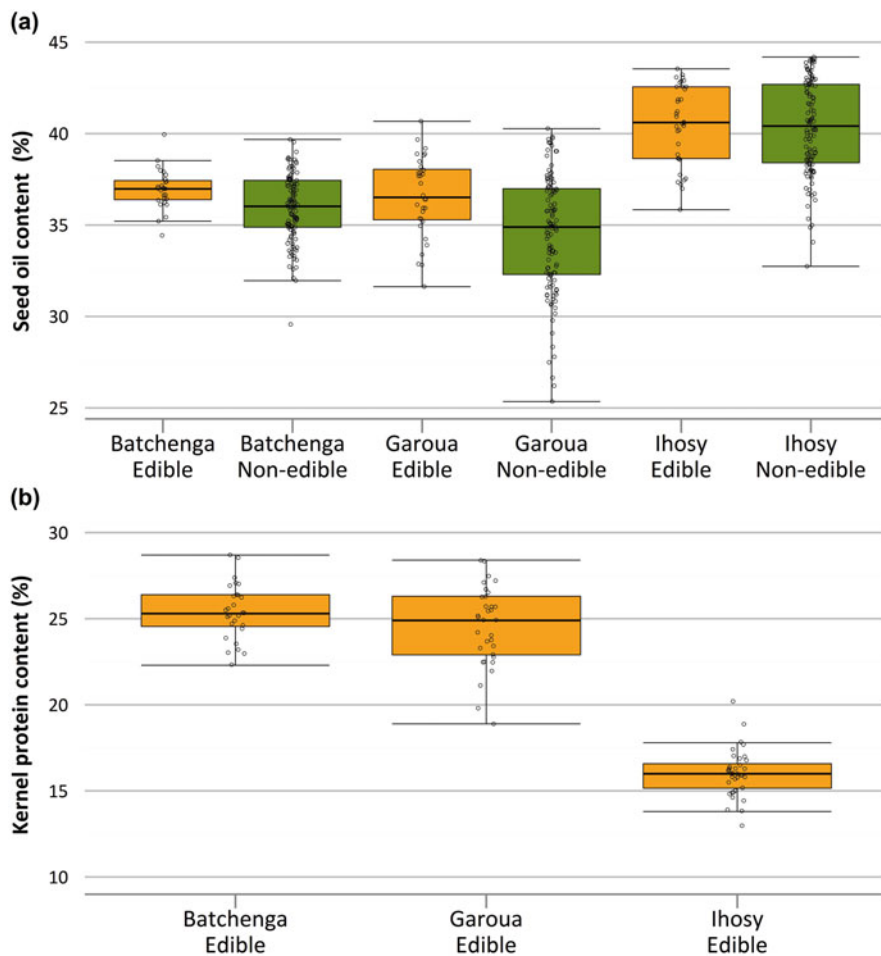 (a)
Seed oil content (%)
45
40
35
30
25
Batchenga Edible
Batchenga Non-edible
Garoua Edible
Garoua Non-edible
Ihosy Edible
Ihosy Non-edible
(b)
Kernel protein content (%)
30
25
20
15
10
Batchenga Edible
Garoua Edible
Ihosy Edible